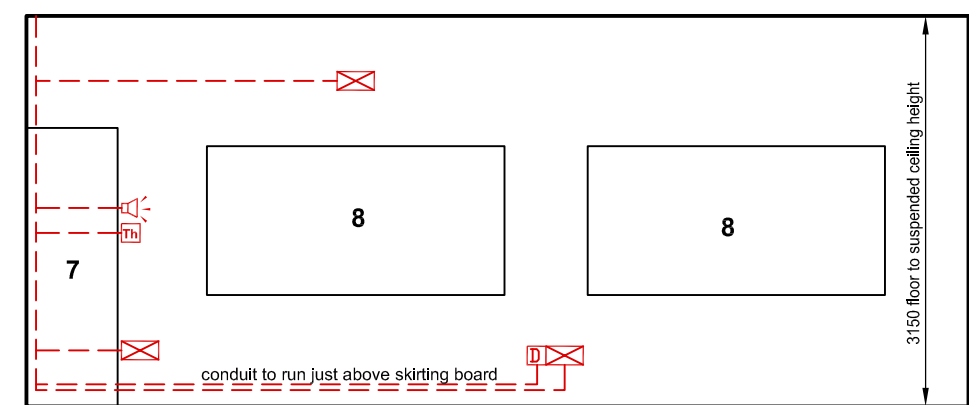 8
8
Th
7
D
conduit to run just above skirting board
3150 floor to suspended ceiling height